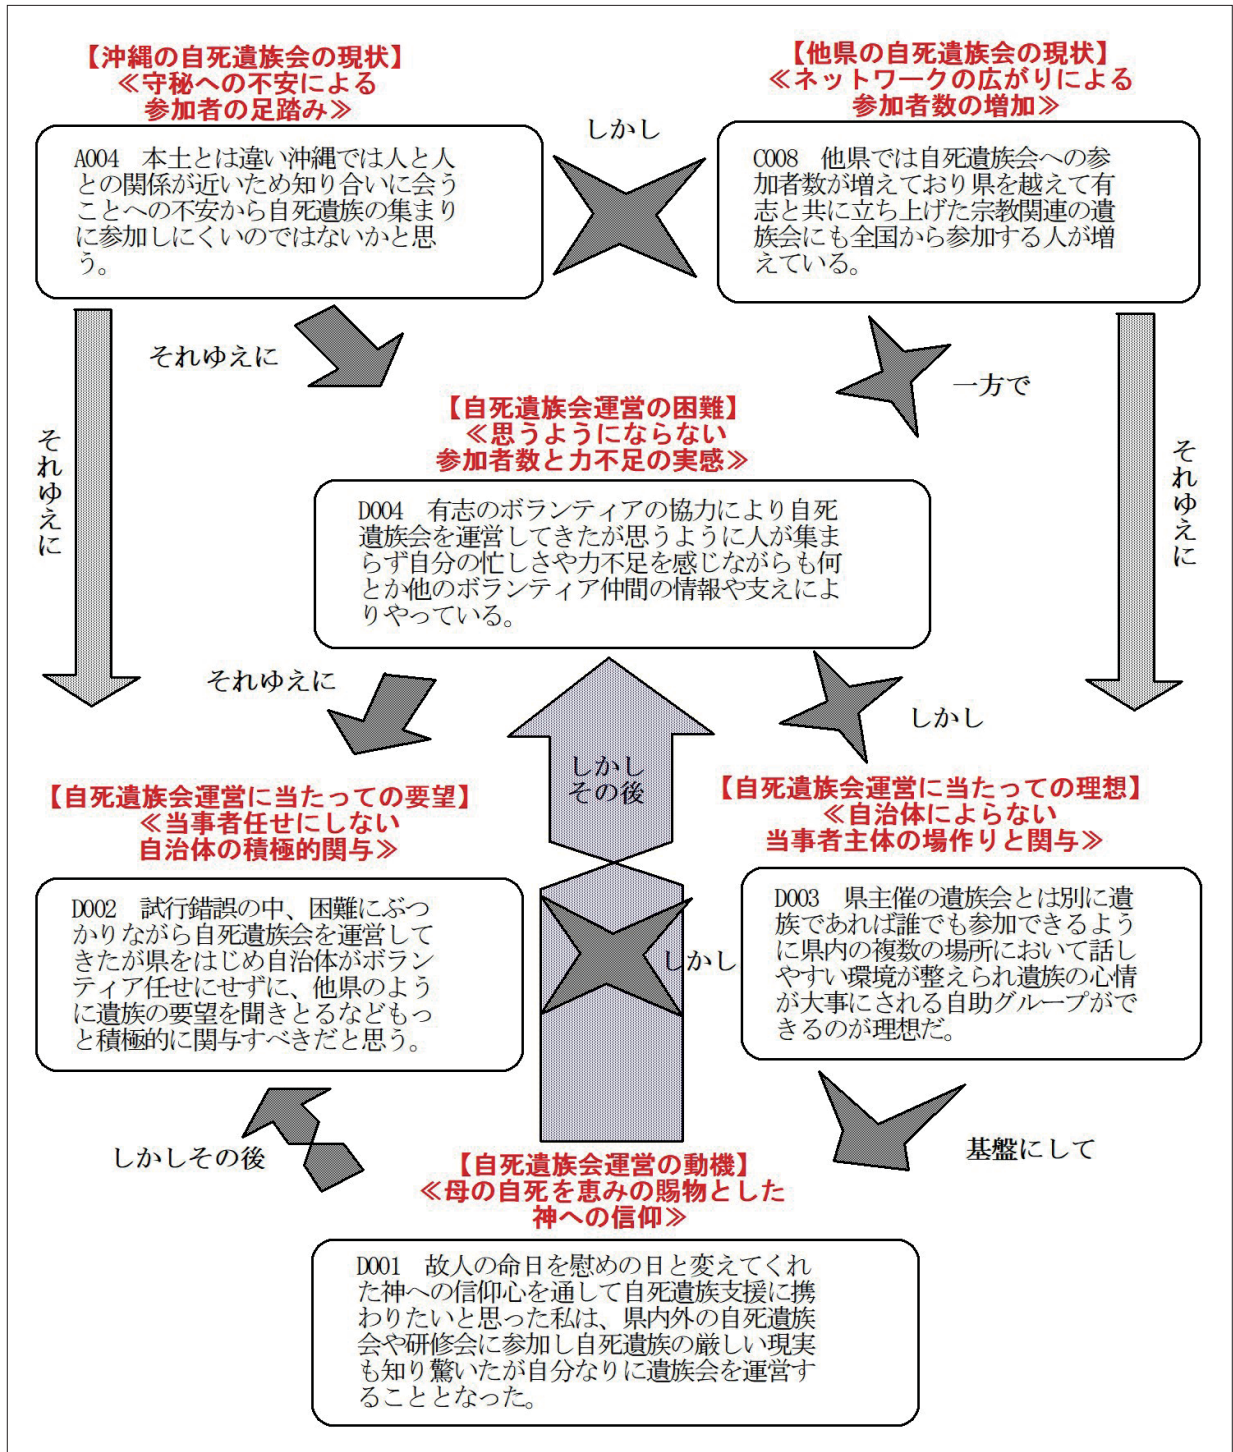 【沖縄の自死遺族会の現状】
≪守秘への不安による
参加者の足踏み≫
A004 本土とは違い沖縄では人と人
との関係が近いため知り合いに会う
ことへの不安から自死遺族の集まり
に参加しにくいのではないかと思
う。
しかし
【他県の自死遺族会の現状】
≪ネットワークの広がりによる
参加者数の増加≫
C008 他県では自死遺族会への参
加者数が増えており県を越えて有
志と共に立ち上げた宗教関連の遺
族会にも全国から参加する人が増
えている。
それゆえに
それゆえに
一方で
それゆえに
【自死遺族会運営の困難】
≪思うようにならない
参加者数と力不足の実感≫
D004 有志のボランティアの協力により自死
遺族会を運営してきたが思うように人が集ま
らず自分の忙しさや力不足を感じながらも何
とか他のボランティア仲間の情報や支えによ
りやっている。
それゆえに
しかし
その後
しかし
【自死遺族会運営に当たっての要望】
≪当事者任せにしない
自治体の積極的関与≫
D002 試行錯誤の中、困難にぶつ
かりながら自死遺族会を運営して
きたが県をはじめ自治体がボラン
ティア任せにせずに、他県のよう
に遺族の要望を聞きとるなどもっ
と積極的に関与すべきだと思う。
しかし
【自死遺族会運営に当たっての理想】
≪自治体によらない
当事者主体の場作りと関与≫
D003 県主催の遺族会とは別に遺
族であれば誰でも参加できるよう
に県内の複数の場所において話し
やすい環境が整えられ遺族の心情
が大事にされる自助グループがで
きるのが理想だ。
しかしその後
基盤にして
【自死遺族会運営の動機】
≪母の自死を恵みの賜物とした
神への信仰≫
D001 故人の命日を慰めの日と変えてくれ
た神への信仰心を通して自死遺族支援に携
わりたいと思った私は、県内外の自死遺族
会や研修会に参加し自死遺族の厳しい現実
も知り驚いたが自分なりに遺族会を運営す
ることとなった。